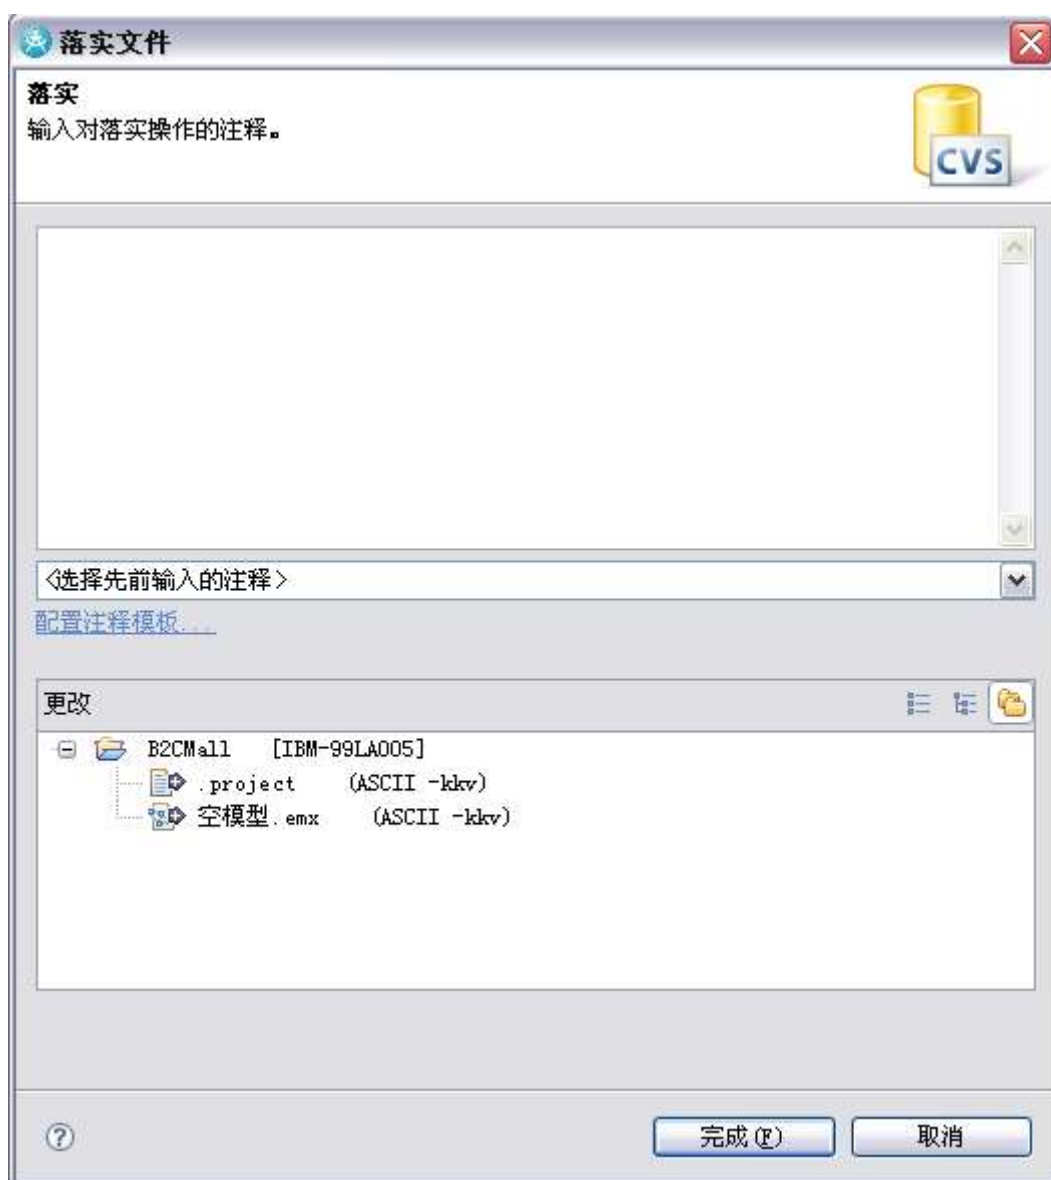 落实文件
落实
输入对落实操作的注释。
CVS
<选择先前输入的注释>
配置注释模板...
更改
B2CMall [IBM-99LA005]
.project (ASCII -kkv)
空模型.emx (ASCII -kkv)
完成(F) 取消